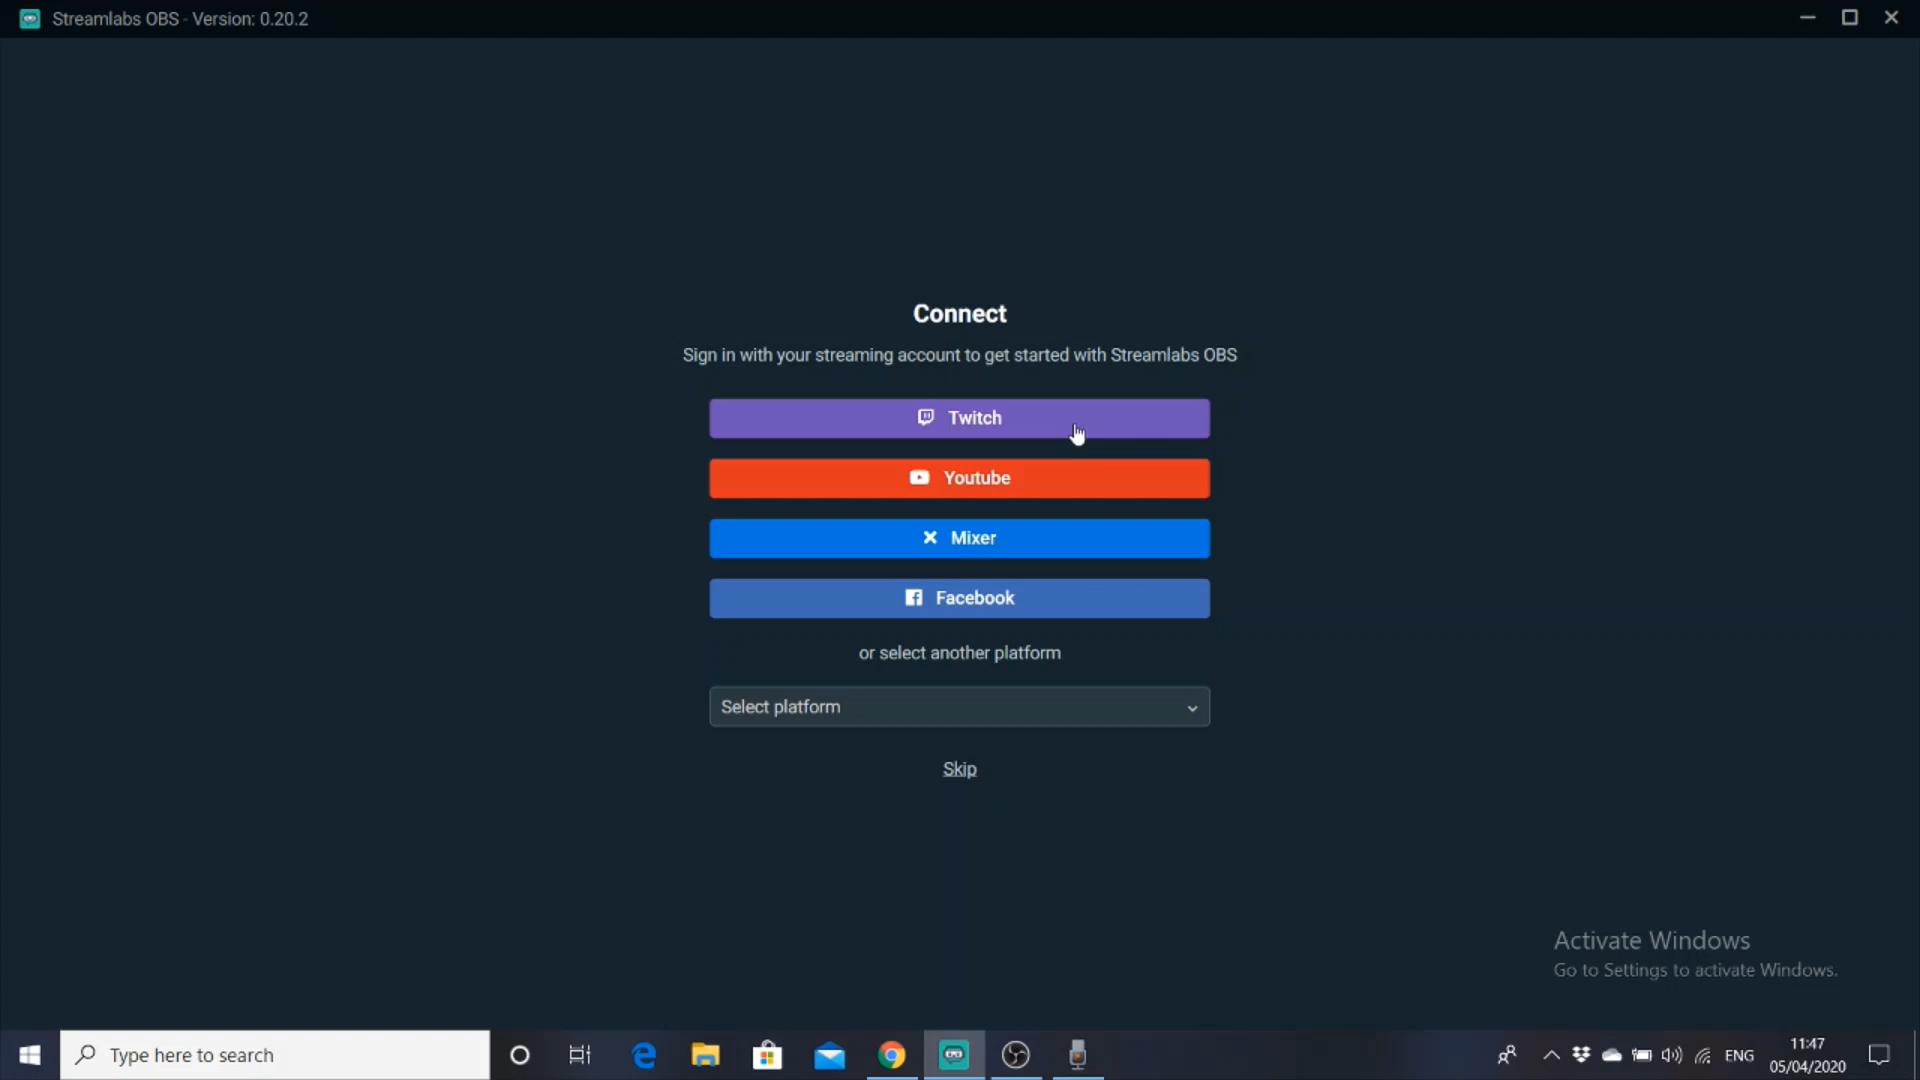 Streamlabs OBS - Version: 0.20.2
Connect
Sign in with your streaming account to get started with Streamlabs OBS
Twitch
Youtube
Mixer
Facebook
or select another platform
Select platform
Skip
Activate Windows
Go to Settings to activate Windows.
Type here to search
ENG
11:47
05/04/2020